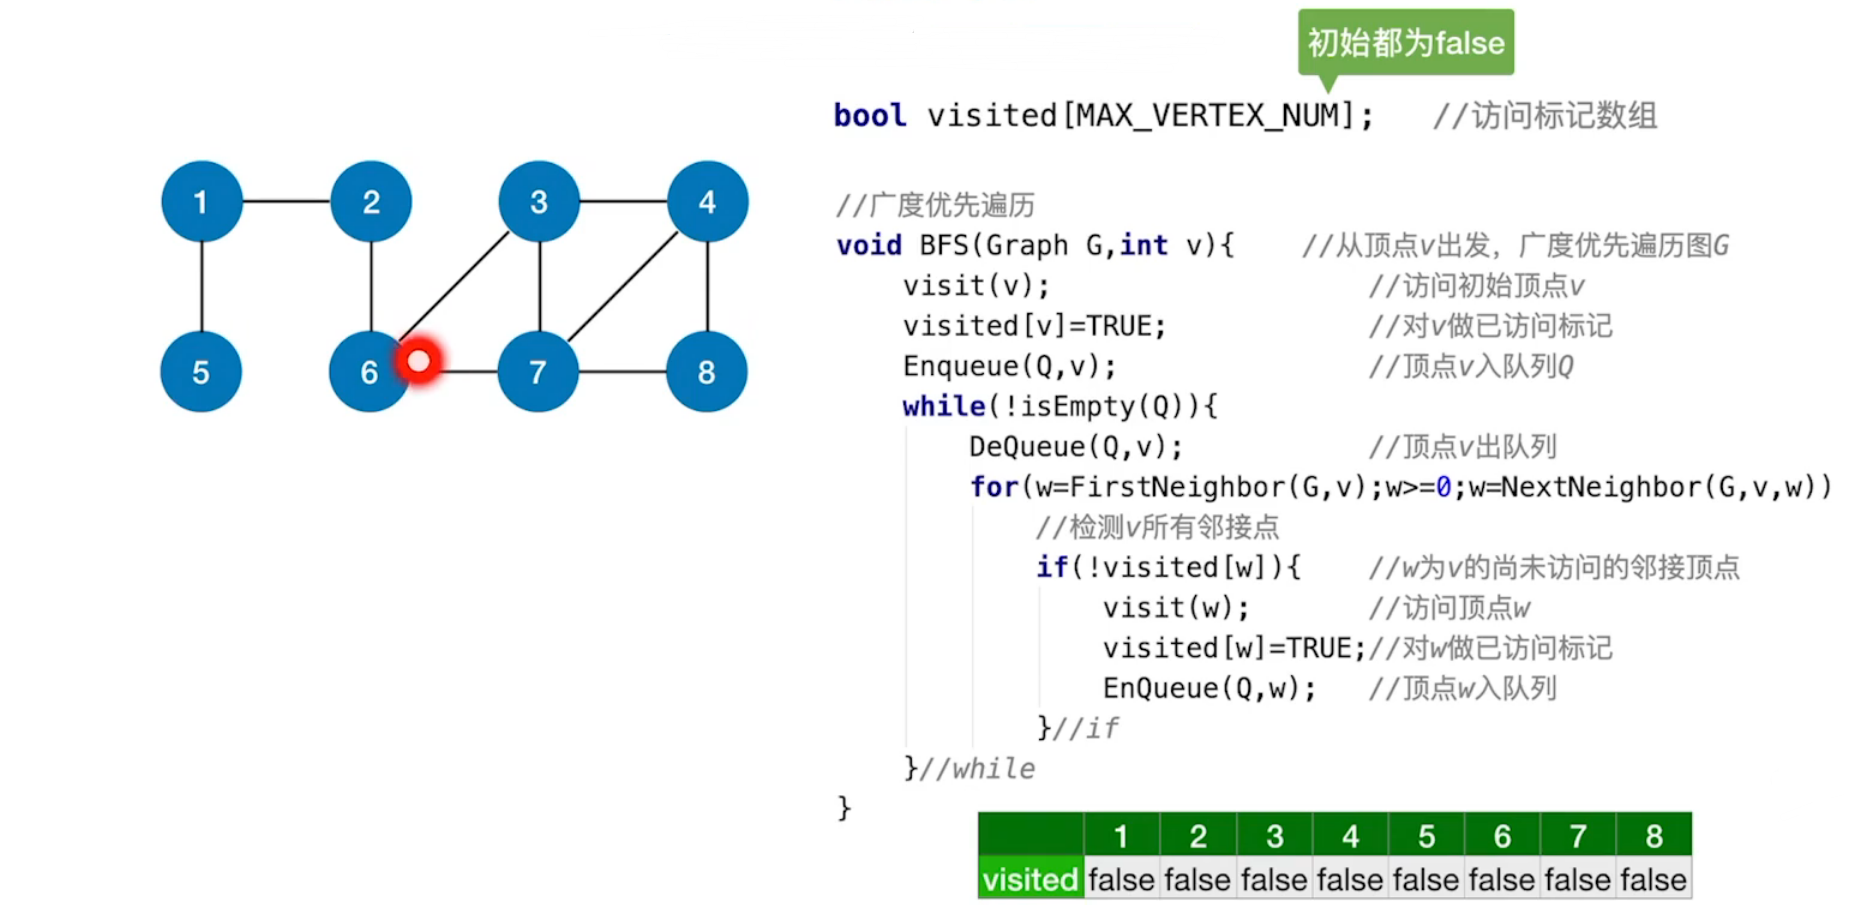 初始都为false
bool visited[MAX_VERTEX_NUM]; //访问标记数组
1 2 3 4
5 6 7 8
//广度优先遍历
void BFS(Graph G,int v){ //从顶点v出发，广度优先遍历图G
visit(v); //访问初始顶点v
visited[v]=TRUE; //对v做已访问标记
Enqueue(Q,v); //顶点v入队列Q
while(!isEmpty(Q)){
DeQueue(Q,v); //顶点v出队列
for(w=FirstNeighbor(G,v);w>=0;w=NextNeighbor(G,v,w))
//检测v所有邻接点
if(!visited[w]){ //w为v的尚未访问的邻接顶点
visit(w); //访问顶点w
visited[w]=TRUE;//对w做已访问标记
EnQueue(Q,w); //顶点w入队列
}//if
}//while
}
1 2 3 4 5 6 7 8
visited false false false false false false false false